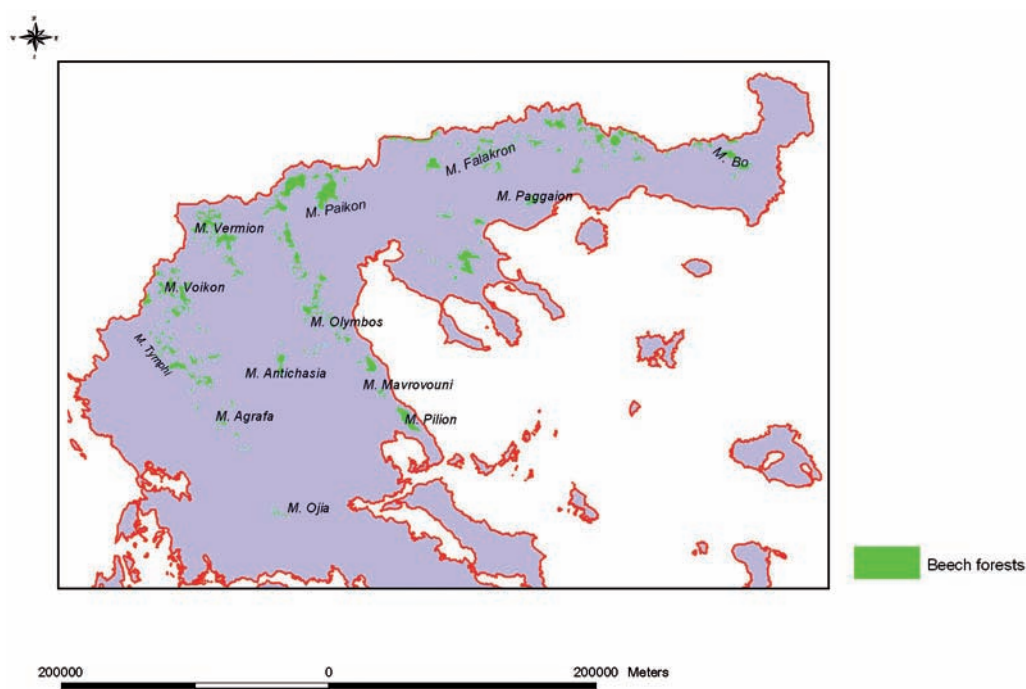 M. Bo
M. Falakron
M. Paggaion
M. Paikon
M. Vermion
M. Voikon
M. Olymbos
M. Tymphi
M. Antichasia
M. Mavrovouni
M. Agrafa
M. Pilion
M. Ojia
Beech forests
200000 0 200000 Meters